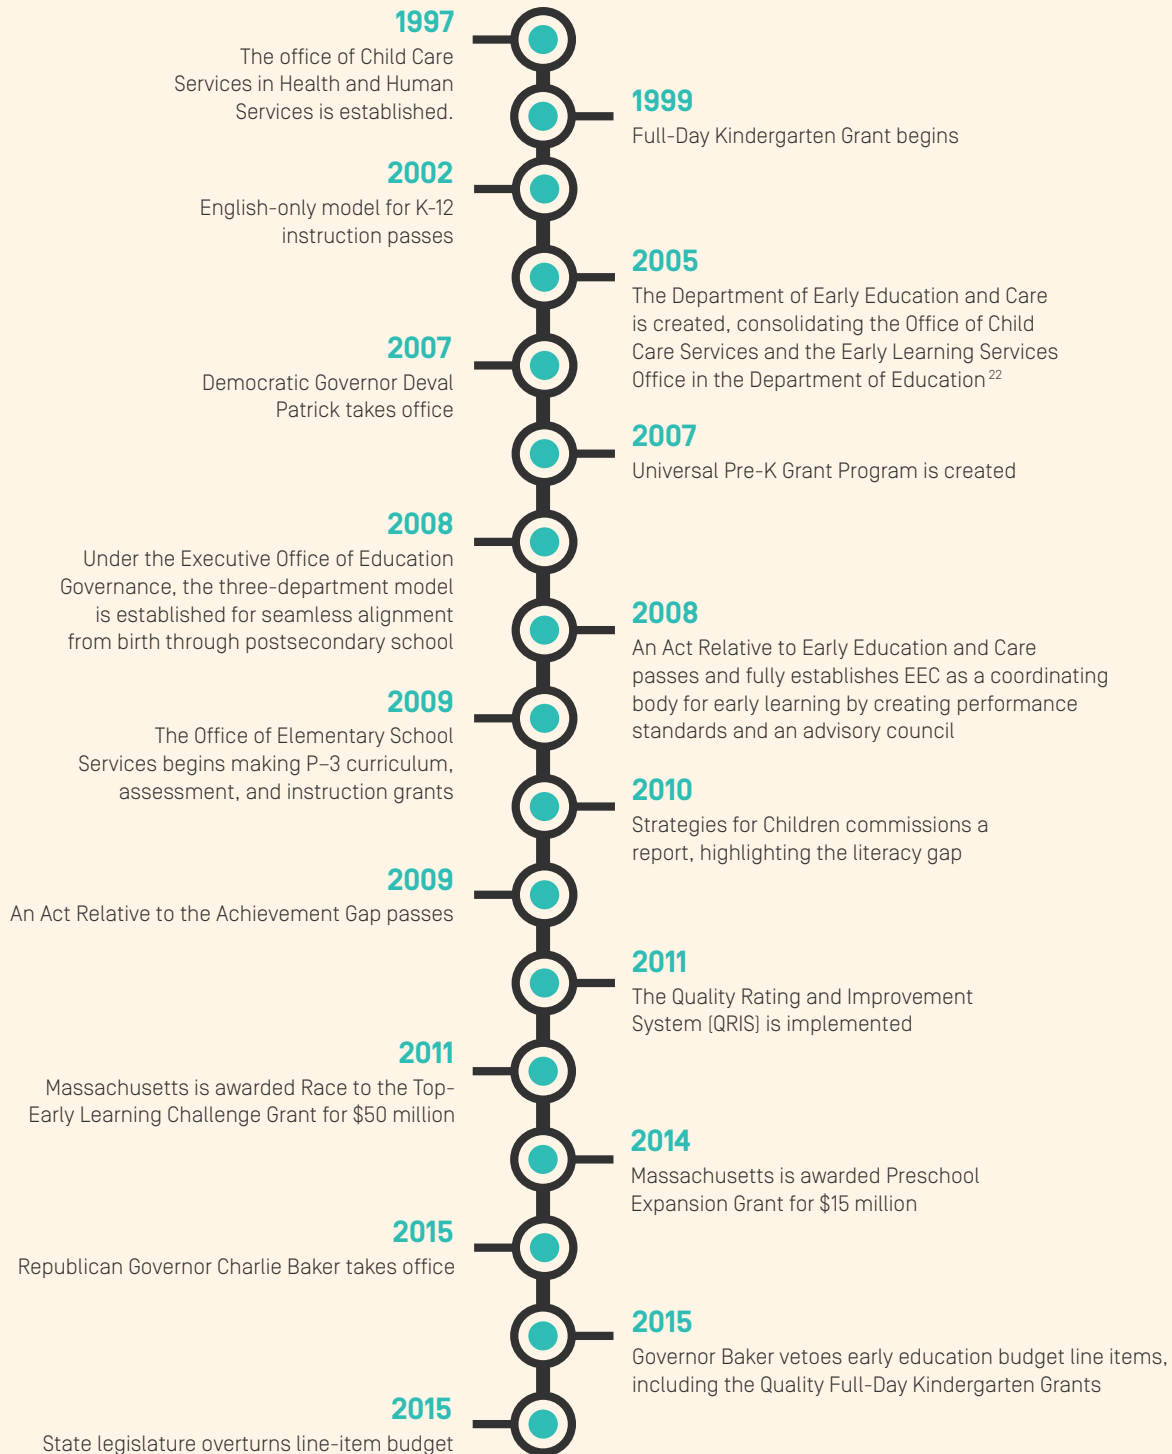 1997
The office of Child Care
Services in Health and Human
Services is established.
1999
Full-Day Kindergarten Grant begins
2002
English-only model for K-12
instruction passes
2005
The Department of Early Education and Care
is created, consolidating the Office of Child
Care Services and the Early Learning Services
Office in the Department of Education 22
2007
Democratic Governor Deval
Patrick takes office
2007
Universal Pre-K Grant Program is created
2008
Under the Executive Office of Education
Governance, the three-department model
is established for seamless alignment
from birth through postsecondary school
2008
An Act Relative to Early Education and Care
passes and fully establishes EEC as a coordinating
body for early learning by creating performance
standards and an advisory council
2009
The Office of Elementary School
Services begins making P–3 curriculum,
assessment, and instruction grants
2010
Strategies for Children commissions a
report, highlighting the literacy gap
2009
An Act Relative to the Achievement Gap passes
2011
The Quality Rating and Improvement
System (QRIS) is implemented
2011
Massachusetts is awarded Race to the Top-
Early Learning Challenge Grant for $50 million
2014
Massachusetts is awarded Preschool
Expansion Grant for $15 million
2015
Republican Governor Charlie Baker takes office
2015
Governor Baker vetoes early education budget line items,
including the Quality Full-Day Kindergarten Grants
2015
State legislature overturns line-item budget